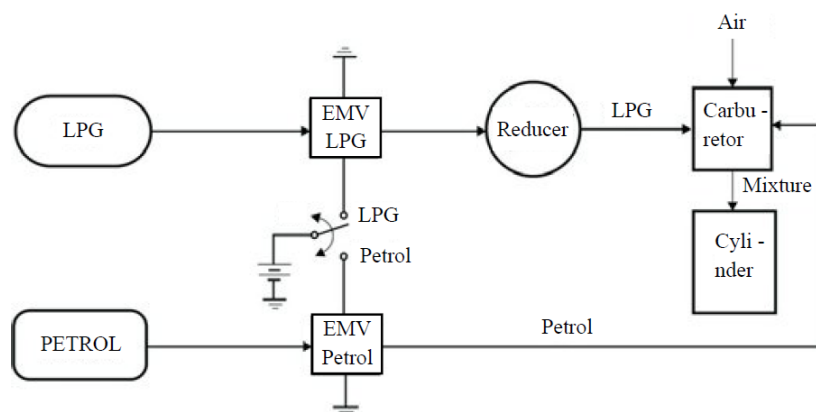 Air
LPG
EMV
LPG
Reducer
LPG
Carbu -
retor
Mixture
LPG
Petrol
Cyli -
nder
PETROL
EMV
Petrol
Petrol